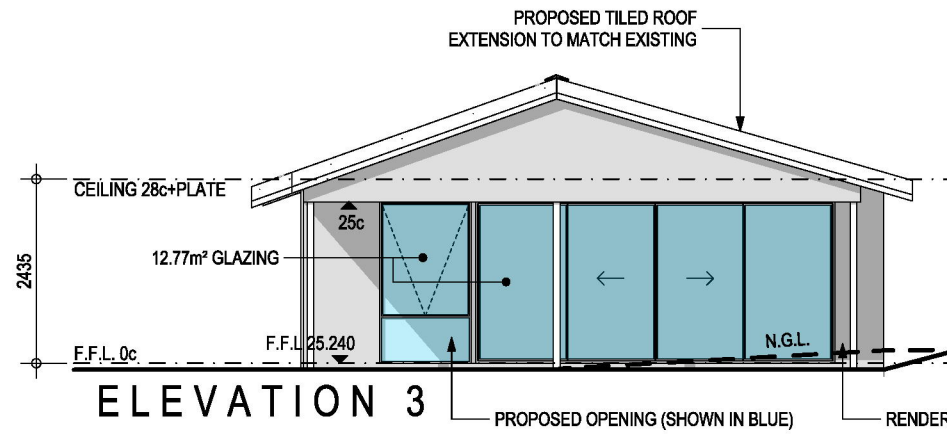 PROPOSED TILED ROOF
EXTENSION TO MATCH EXISTING
CEILING 28c+PLATE
25c
12.77m² GLAZING
2435
F.F.L 25.240
F.F.L. 0c
N.G.L.
ELEVATION 3
PROPOSED OPENING (SHOWN IN BLUE)
RENDER